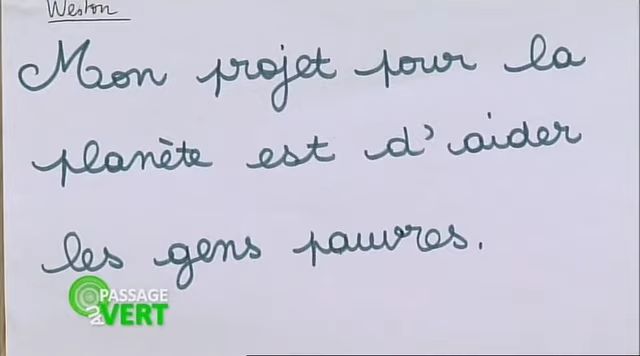 Weston
Mon projet pour la
planète est d'aider
les gens pauvres.
PASSAGE
AU VERT